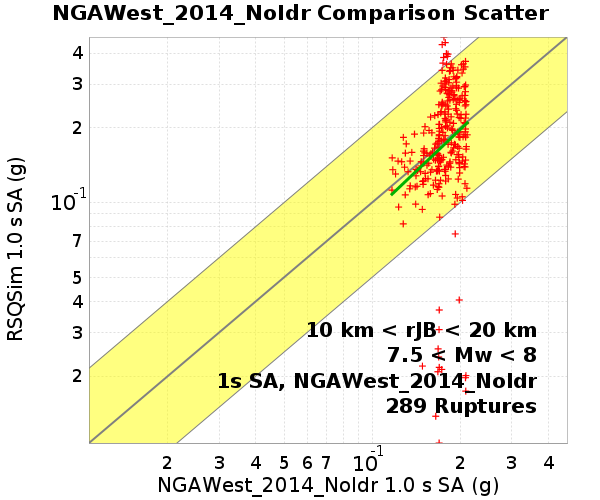 NGAWest_2014_NoIdr Comparison Scatter
RSQSim 1.0 s SA (g)
4
3
2
10^-1
7
5
4
3
2
10 km < rJB < 20 km
7.5 < Mw < 8
1s SA, NGAWest_2014_NoIdr
289 Ruptures
2 3 4 5 6 7 10^-1 2 3 4
NGAWest_2014_NoIdr 1.0 s SA (g)